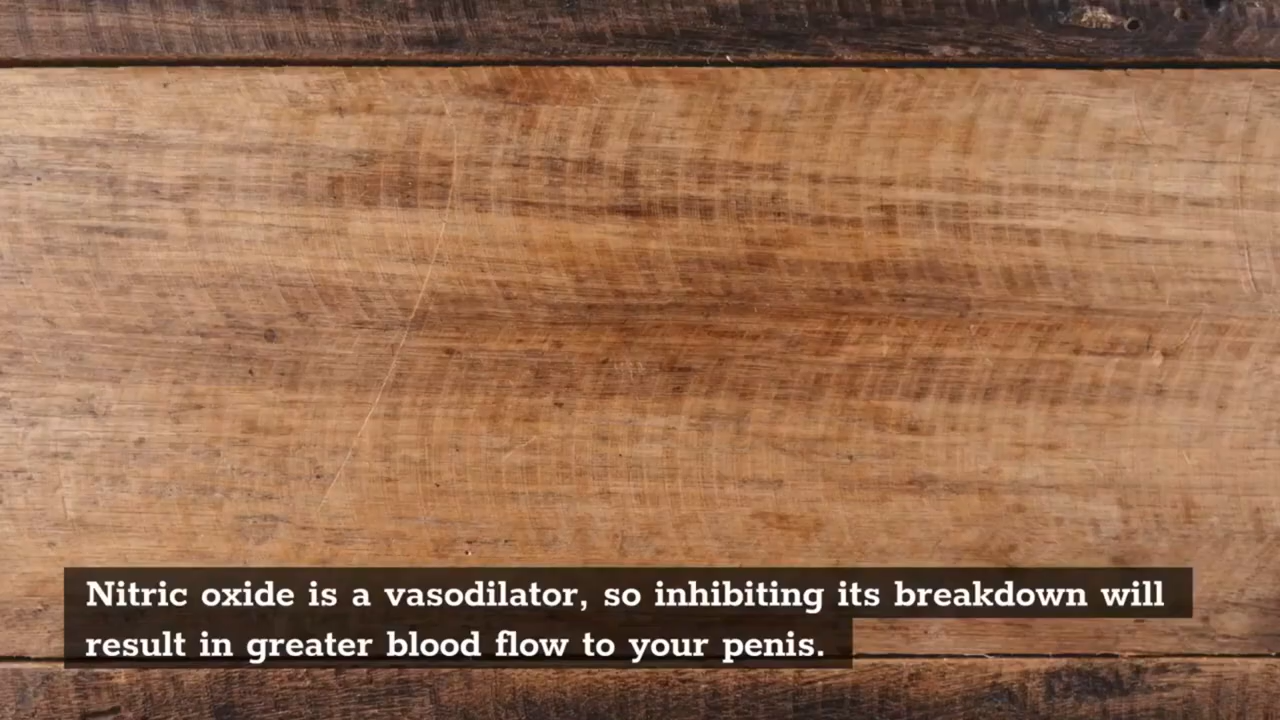 Nitric oxide is a vasodilator, so inhibiting its breakdown will
result in greater blood flow to your penis.